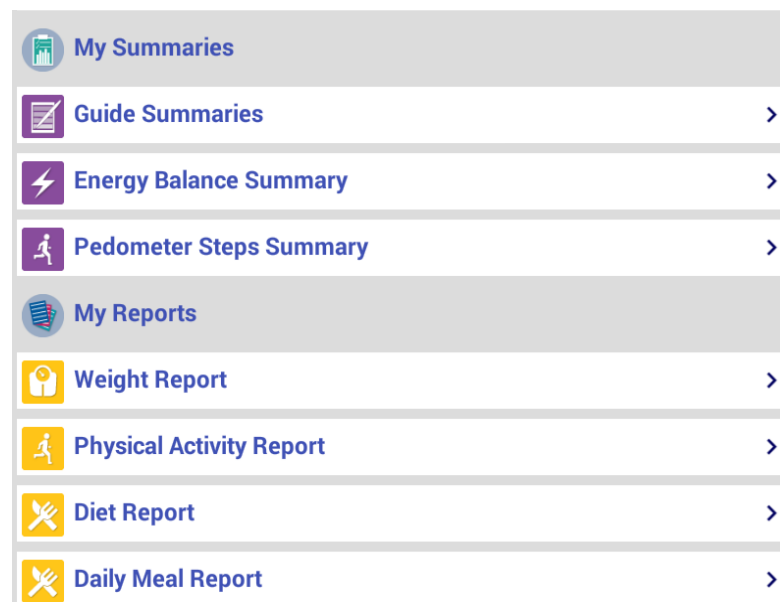 My Summaries
Guide Summaries
Energy Balance Summary
Pedometer Steps Summary
My Reports
Weight Report
Physical Activity Report
Diet Report
Daily Meal Report